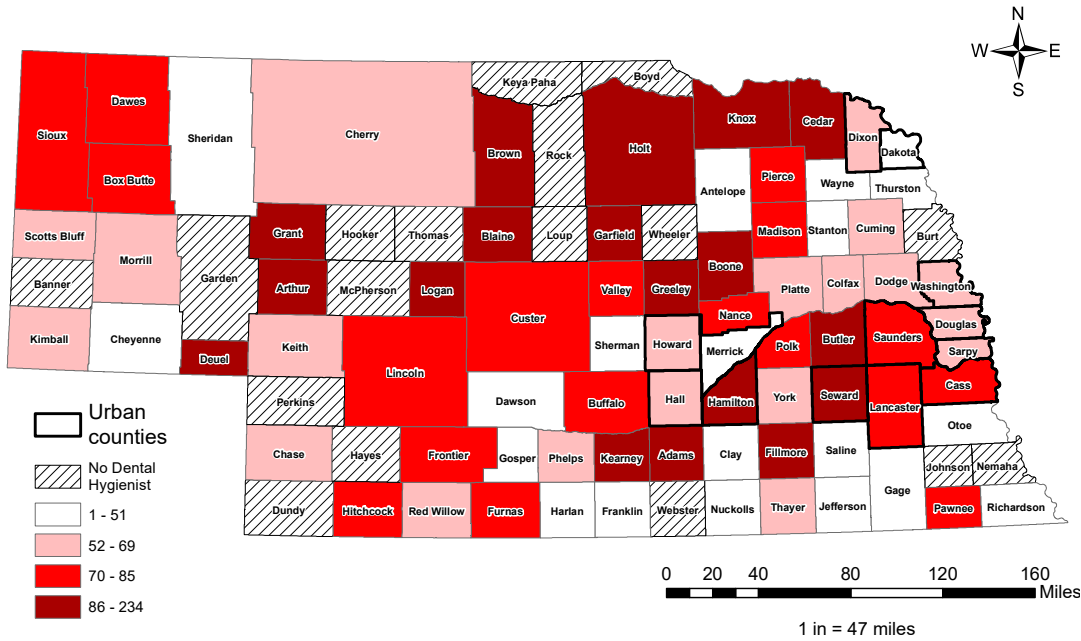 N
W E
S
Keya Paha
Boyd
Dawes
Sioux
Sheridan
Cherry
Knox
Cedar
Dixon
Dakota
Brown
Rock
Holt
Box Butte
Antelope
Pierce
Wayne
Thurston
Scotts Bluff
Morrill
Garden
Grant
Hooker
Thomas
Blaine
Loup
Garfield
Wheeler
Madison
Stanton
Cuming
Burt
Banner
Arthur
McPherson
Logan
Custer
Valley
Greeley
Boone
Platte
Colfax
Dodge
Washington
Kimball
Cheyenne
Deuel
Keith
Lincoln
Sherman
Howard
Nance
Merrick
Polk
Butler
Saunders
Douglas
Sarpy
Perkins
Dawson
Buffalo
Hall
Hamilton
York
Seward
Lancaster
Cass
Otoe
Chase
Hayes
Frontier
Gosper
Phelps
Kearney
Adams
Clay
Fillmore
Saline
Gage
Johnson
Nemaha
Dundy
Hitchcock
Red Willow
Furnas
Harlan
Franklin
Webster
Nuckolls
Thayer
Jefferson
Pawnee
Richardson
Urban
counties
No Dental
Hygienist
1 - 51
52 - 69
70 - 85
86 - 234
0 20 40 80 120 160
Miles
1 in = 47 miles